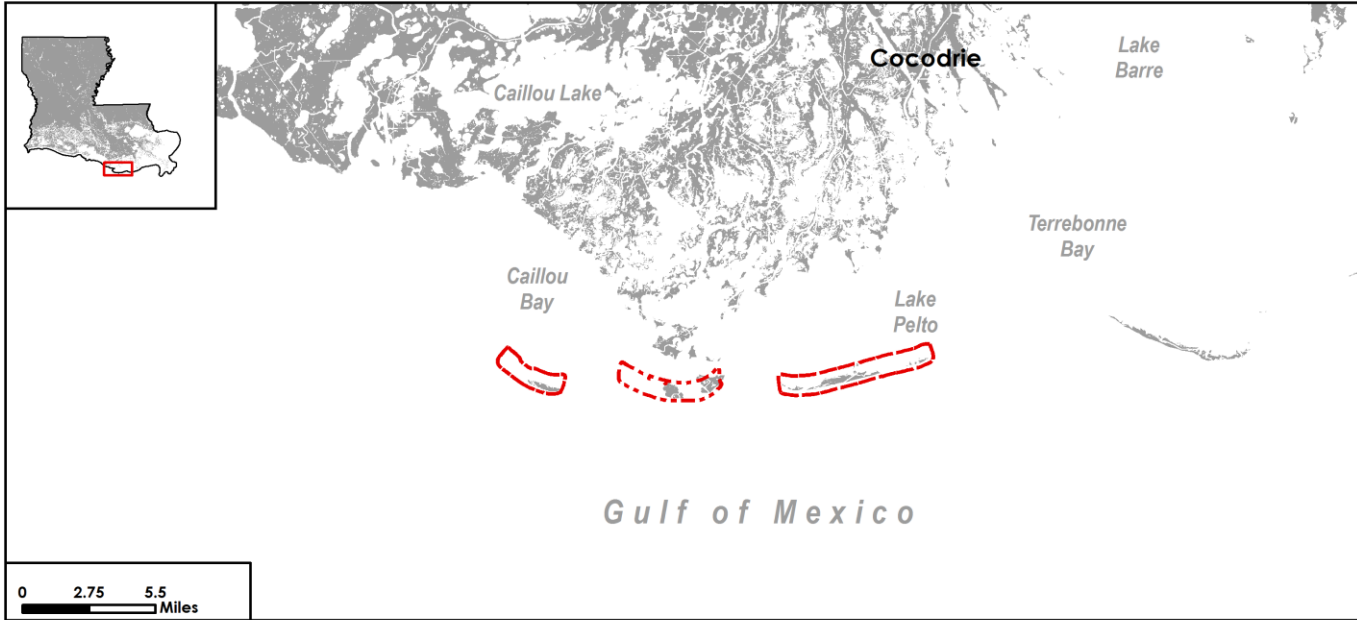 Cocodrie
Lake
Barre
Caillou Lake
Terrebonne
Bay
Caillou
Bay
Lake
Pelto
Gulf of Mexico
0 2.75 5.5
Miles